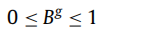 0 ≤ B^g ≤ 1